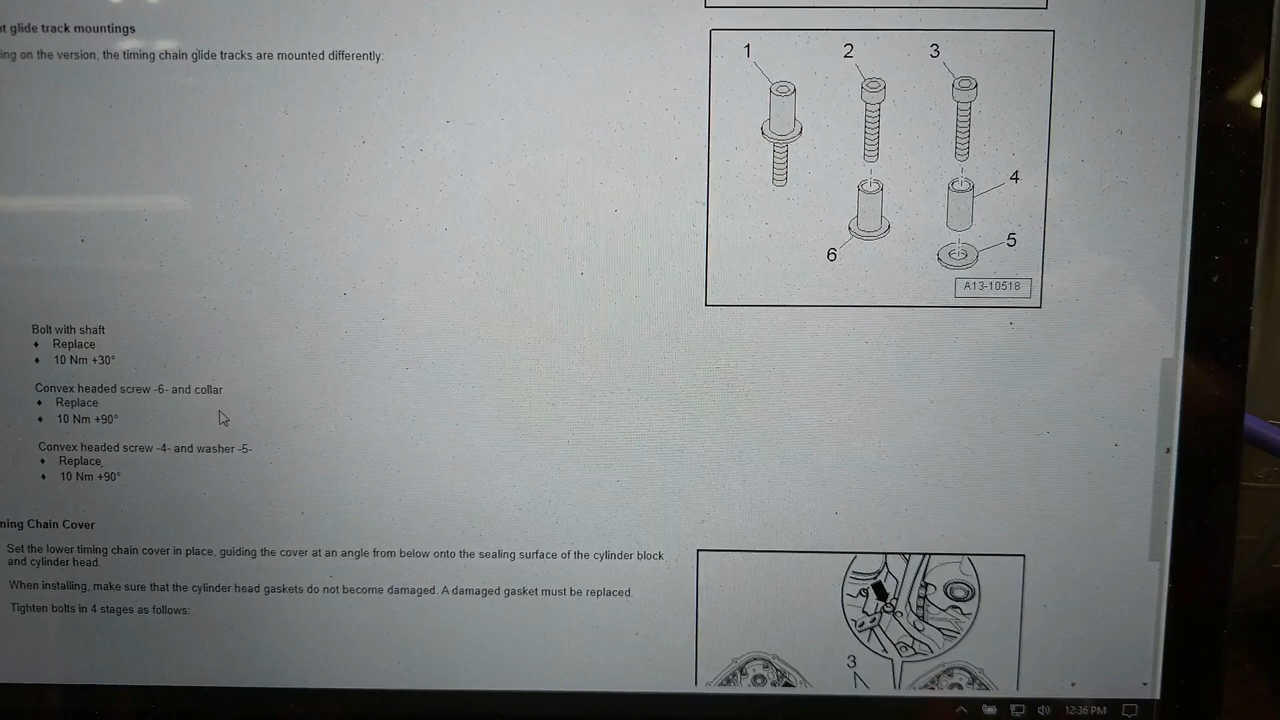 nt glide track mountings
ing on the version, the timing chain glide tracks are mounted differently:
1 2 3
4
5
6
A13-10518
Bolt with shaft
♦ Replace
♦ 10 Nm +30°
Convex headed screw -6- and collar
♦ Replace
♦ 10 Nm +90°
Convex headed screw -4- and washer -5-
♦ Replace
♦ 10 Nm +90°
ning Chain Cover
Set the lower timing chain cover in place, guiding the cover at an angle from below onto the sealing surface of the cylinder block
and cylinder head.
When installing, make sure that the cylinder head gaskets do not become damaged. A damaged gasket must be replaced.
Tighten bolts in 4 stages as follows:
3
12:36 PM